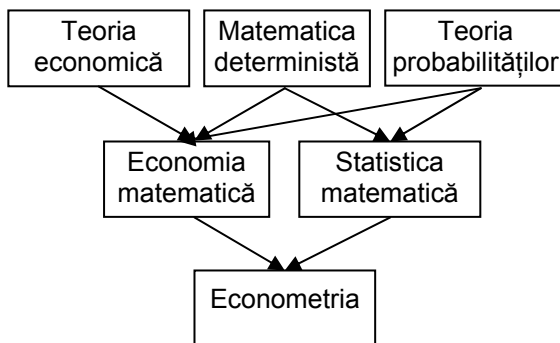 Teoria
economică
Matematica
deterministă
Teoria
probabilităților
Economia
matematică
Statistica
matematică
Econometria